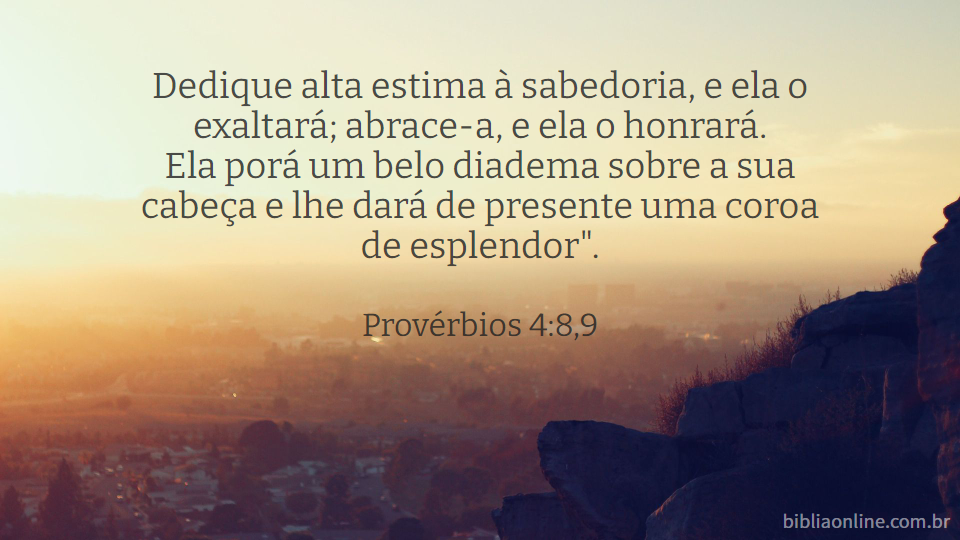 Dedique alta estima à sabedoria, e ela o
exaltará; abrace-a, e ela o honrará.
Ela porá um belo diadema sobre a sua
cabeça e lhe dará de presente uma coroa
de esplendor".
Provérbios 4:8,9
bibliaonline.com.br